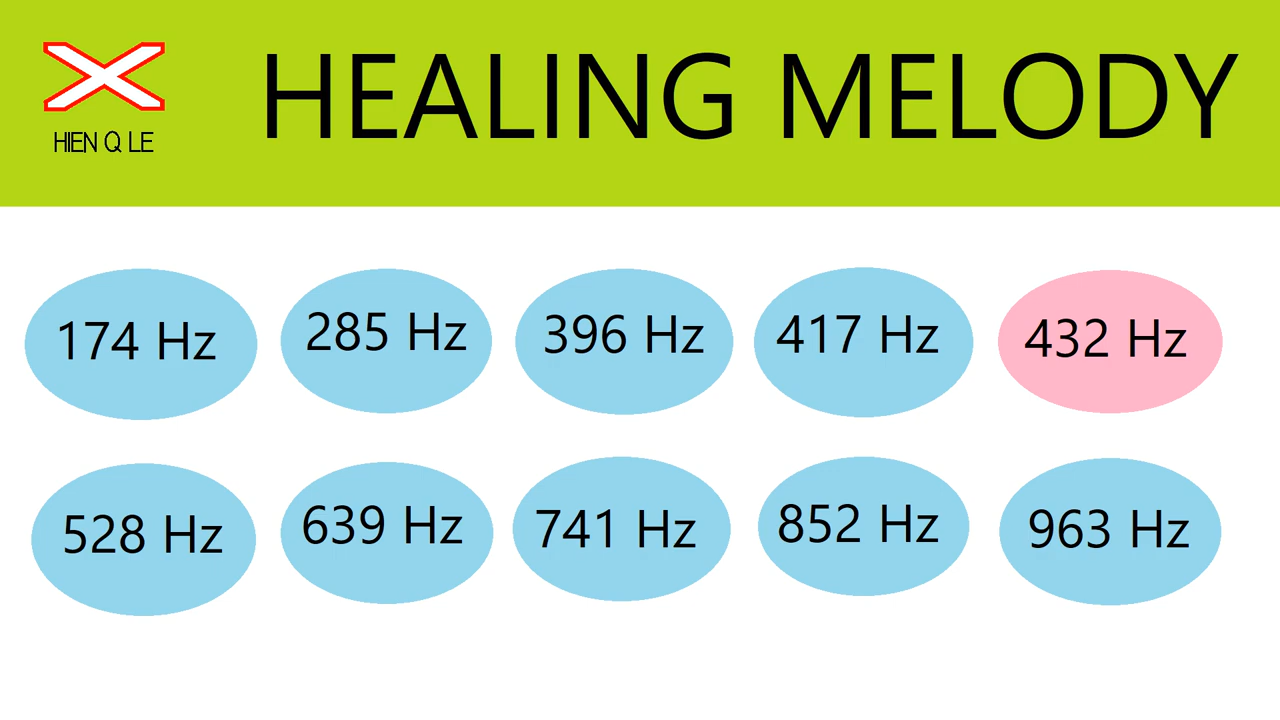 HEALING MELODY
HIEN Q LE
174 Hz
285 Hz
396 Hz
417 Hz
432 Hz
528 Hz
639 Hz
741 Hz
852 Hz
963 Hz